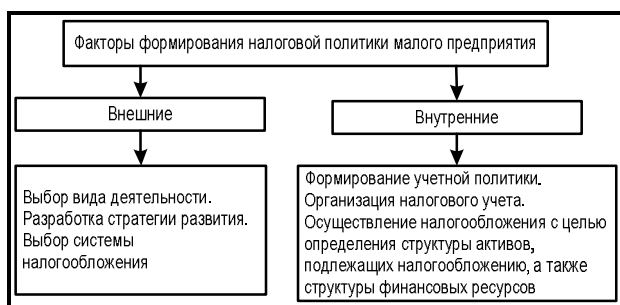 Факторы формирования налоговой политики малого предприятия
Внешние
Внутренние
Выбор вида деятельности.
Разработка стратегии развития.
Выбор системы
налогообложения
Формирование учетной политики.
Организация налогового учета.
Осуществление налогообложения с целью
определения структуры активов,
подлежащих налогообложению, а также
структуры финансовых ресурсов